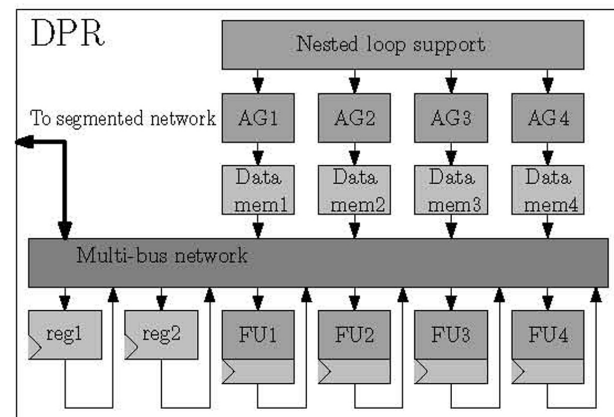 DPR
Nested loop support
To segmented network
AG1 AG2 AG3 AG4
Data mem1
Data mem2
Data mem3
Data mem4
Multi-bus network
reg1 reg2 FU1 FU2 FU3 FU4